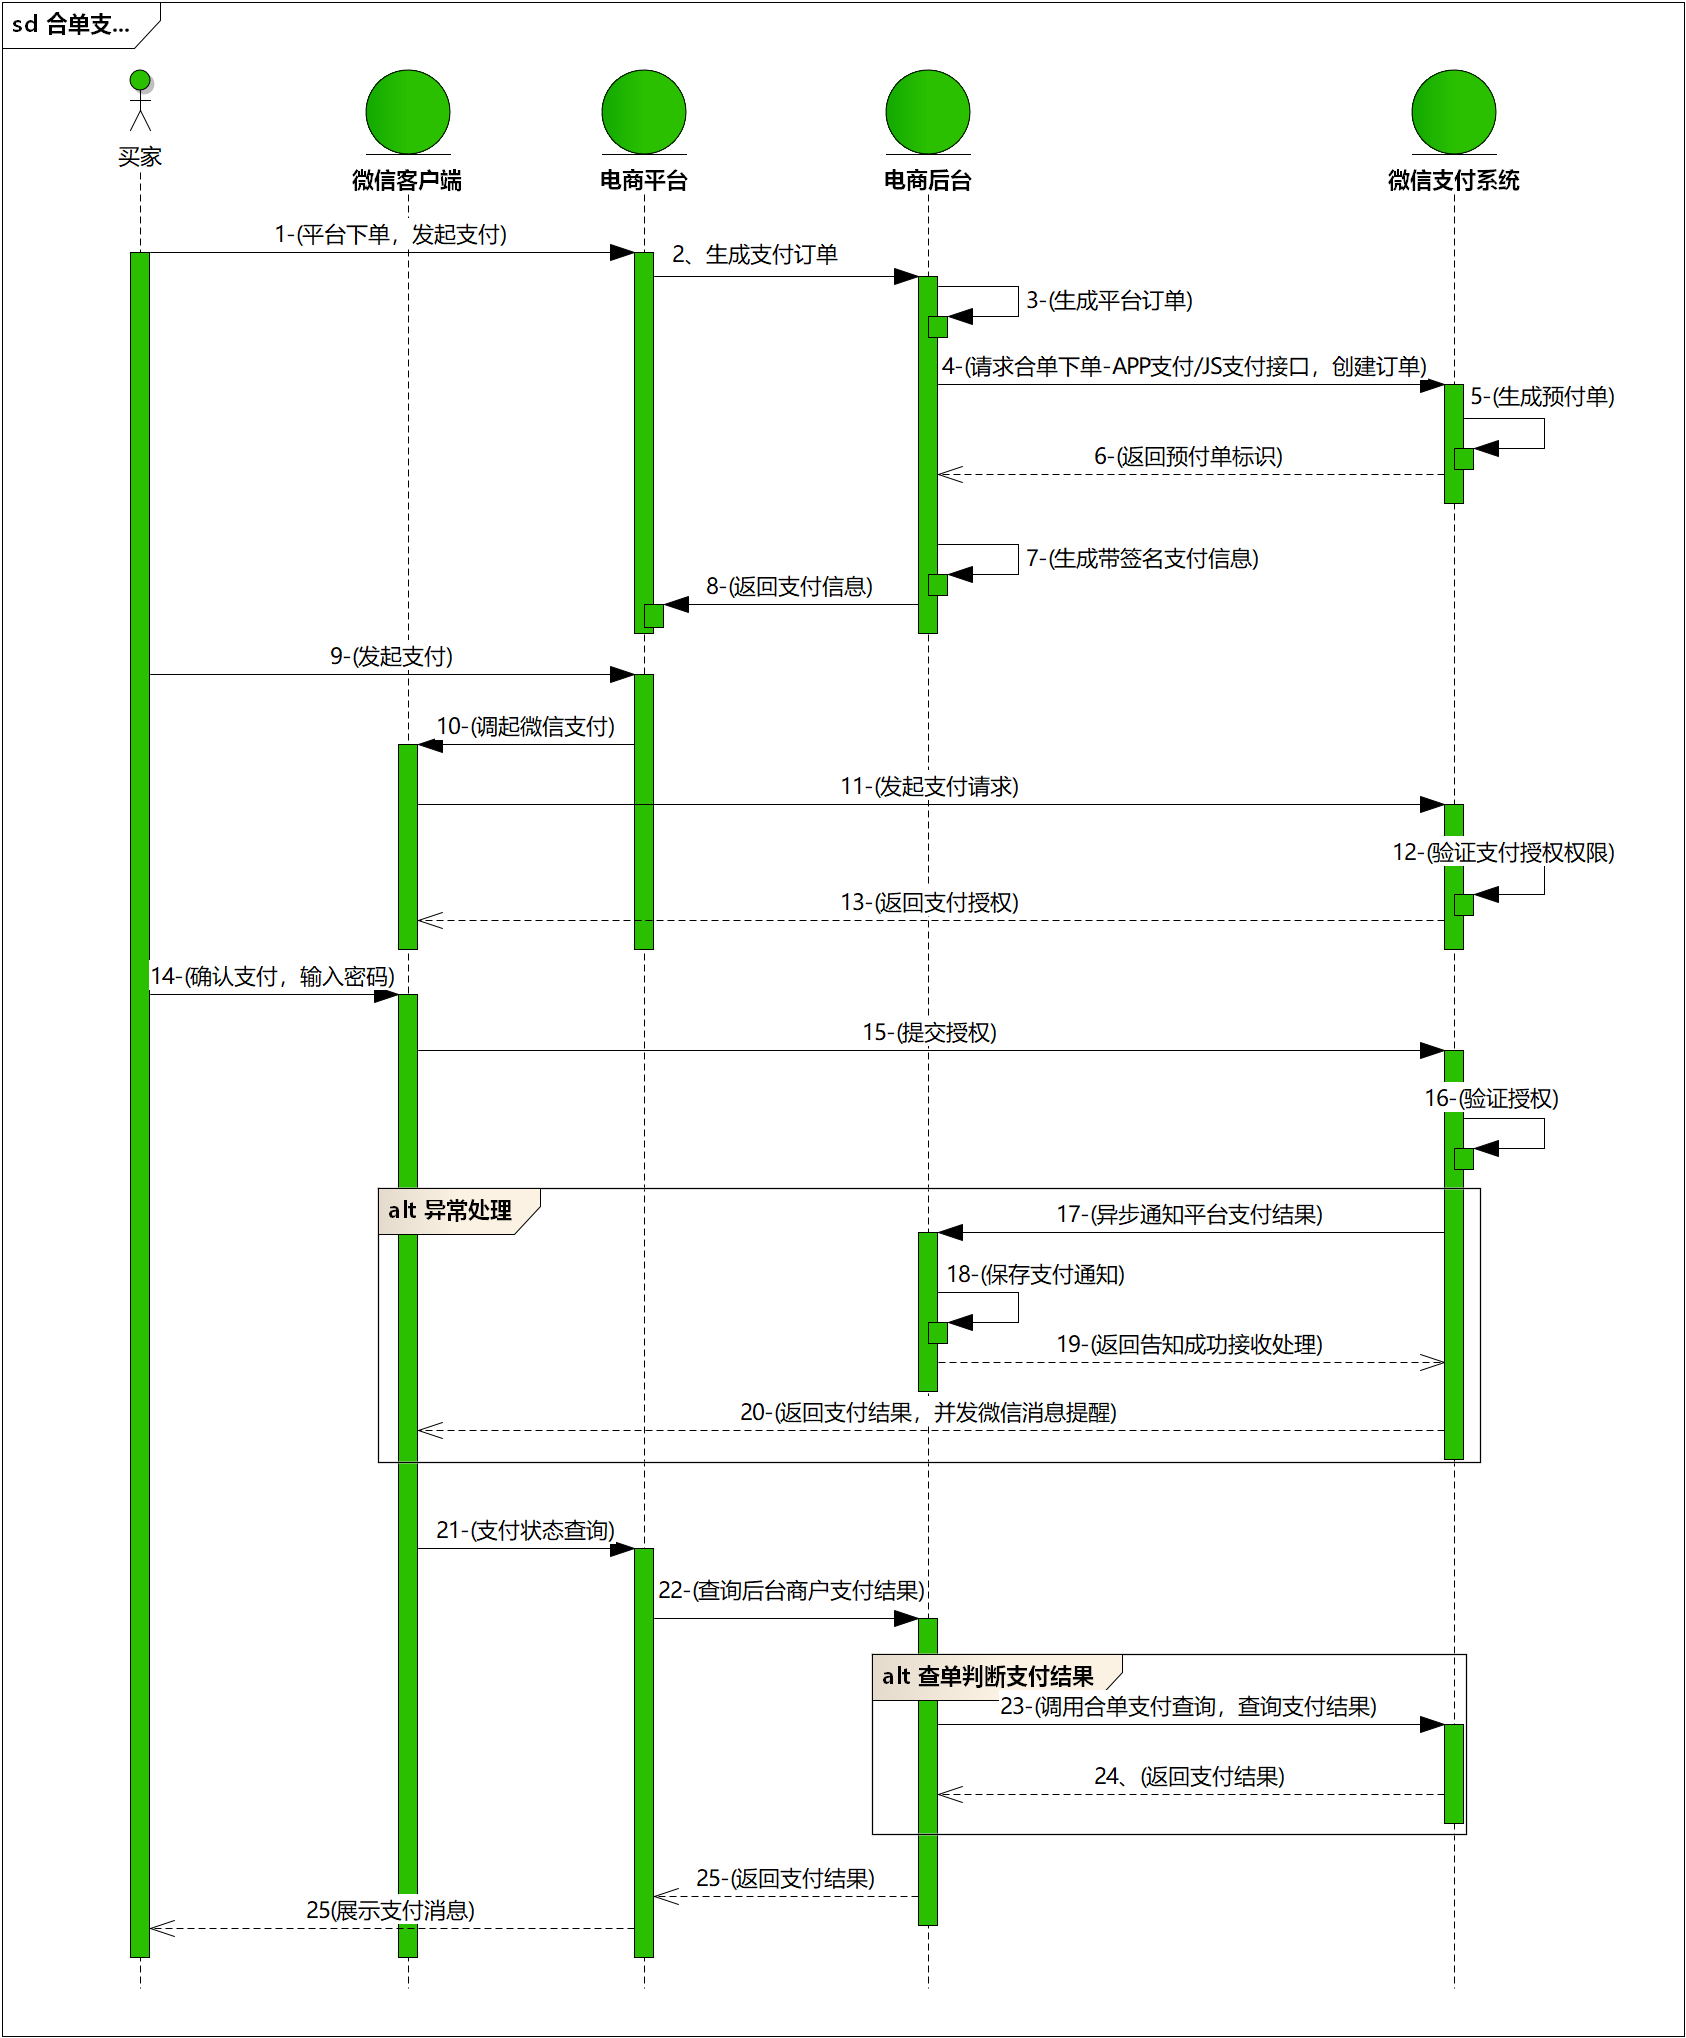 sd 合单支...
买家
微信客户端
电商平台
电商后台
微信支付系统
1-(平台下单，发起支付)
2、生成支付订单
3-(生成平台订单)
4-(请求合单下单-APP支付/JS支付接口，创建订单)
5-(生成预付单)
6-(返回预付单标识)
7-(生成带签名支付信息)
8-(返回支付信息)
9-(发起支付)
10-(调起微信支付)
11-(发起支付请求)
12-(验证支付授权权限)
13-(返回支付授权)
14-(确认支付，输入密码)
15-(提交授权)
16-(验证授权)
alt 异常处理
17-(异步通知平台支付结果)
18-(保存支付通知)
19-(返回告知成功接收处理)
20-(返回支付结果，并发微信消息提醒)
21-(支付状态查询)
22-(查询后台商户支付结果)
alt 查单判断支付结果
23-(调用合单支付查询，查询支付结果)
24、(返回支付结果)
25-(返回支付结果)
25(展示支付消息)